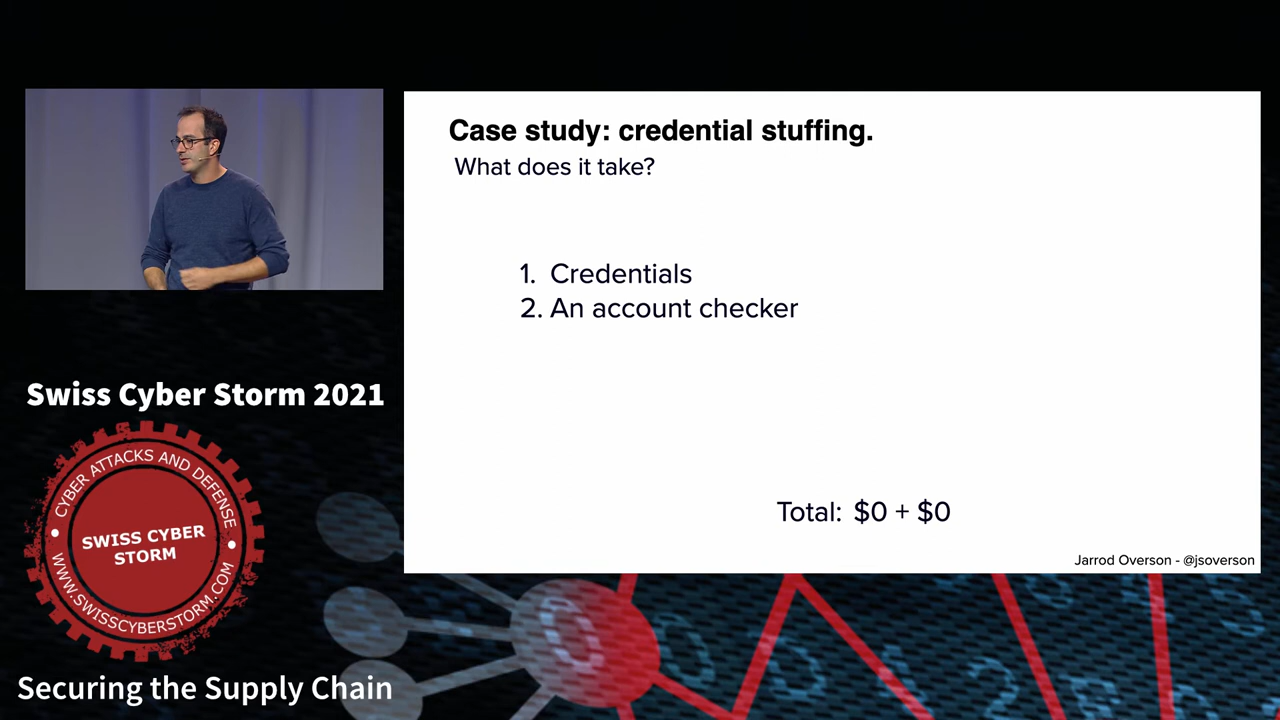 Case study: credential stuffing.
What does it take?
1. Credentials
2. An account checker
Total: $0 + $0
Jarrod Overson - @jsoverson
Swiss Cyber Storm 2021
CYBER ATTACKS AND DEFENSE
SWISS CYBER
STORM
WWW.SWISSCYBERSTORM.COM
Securing the Supply Chain